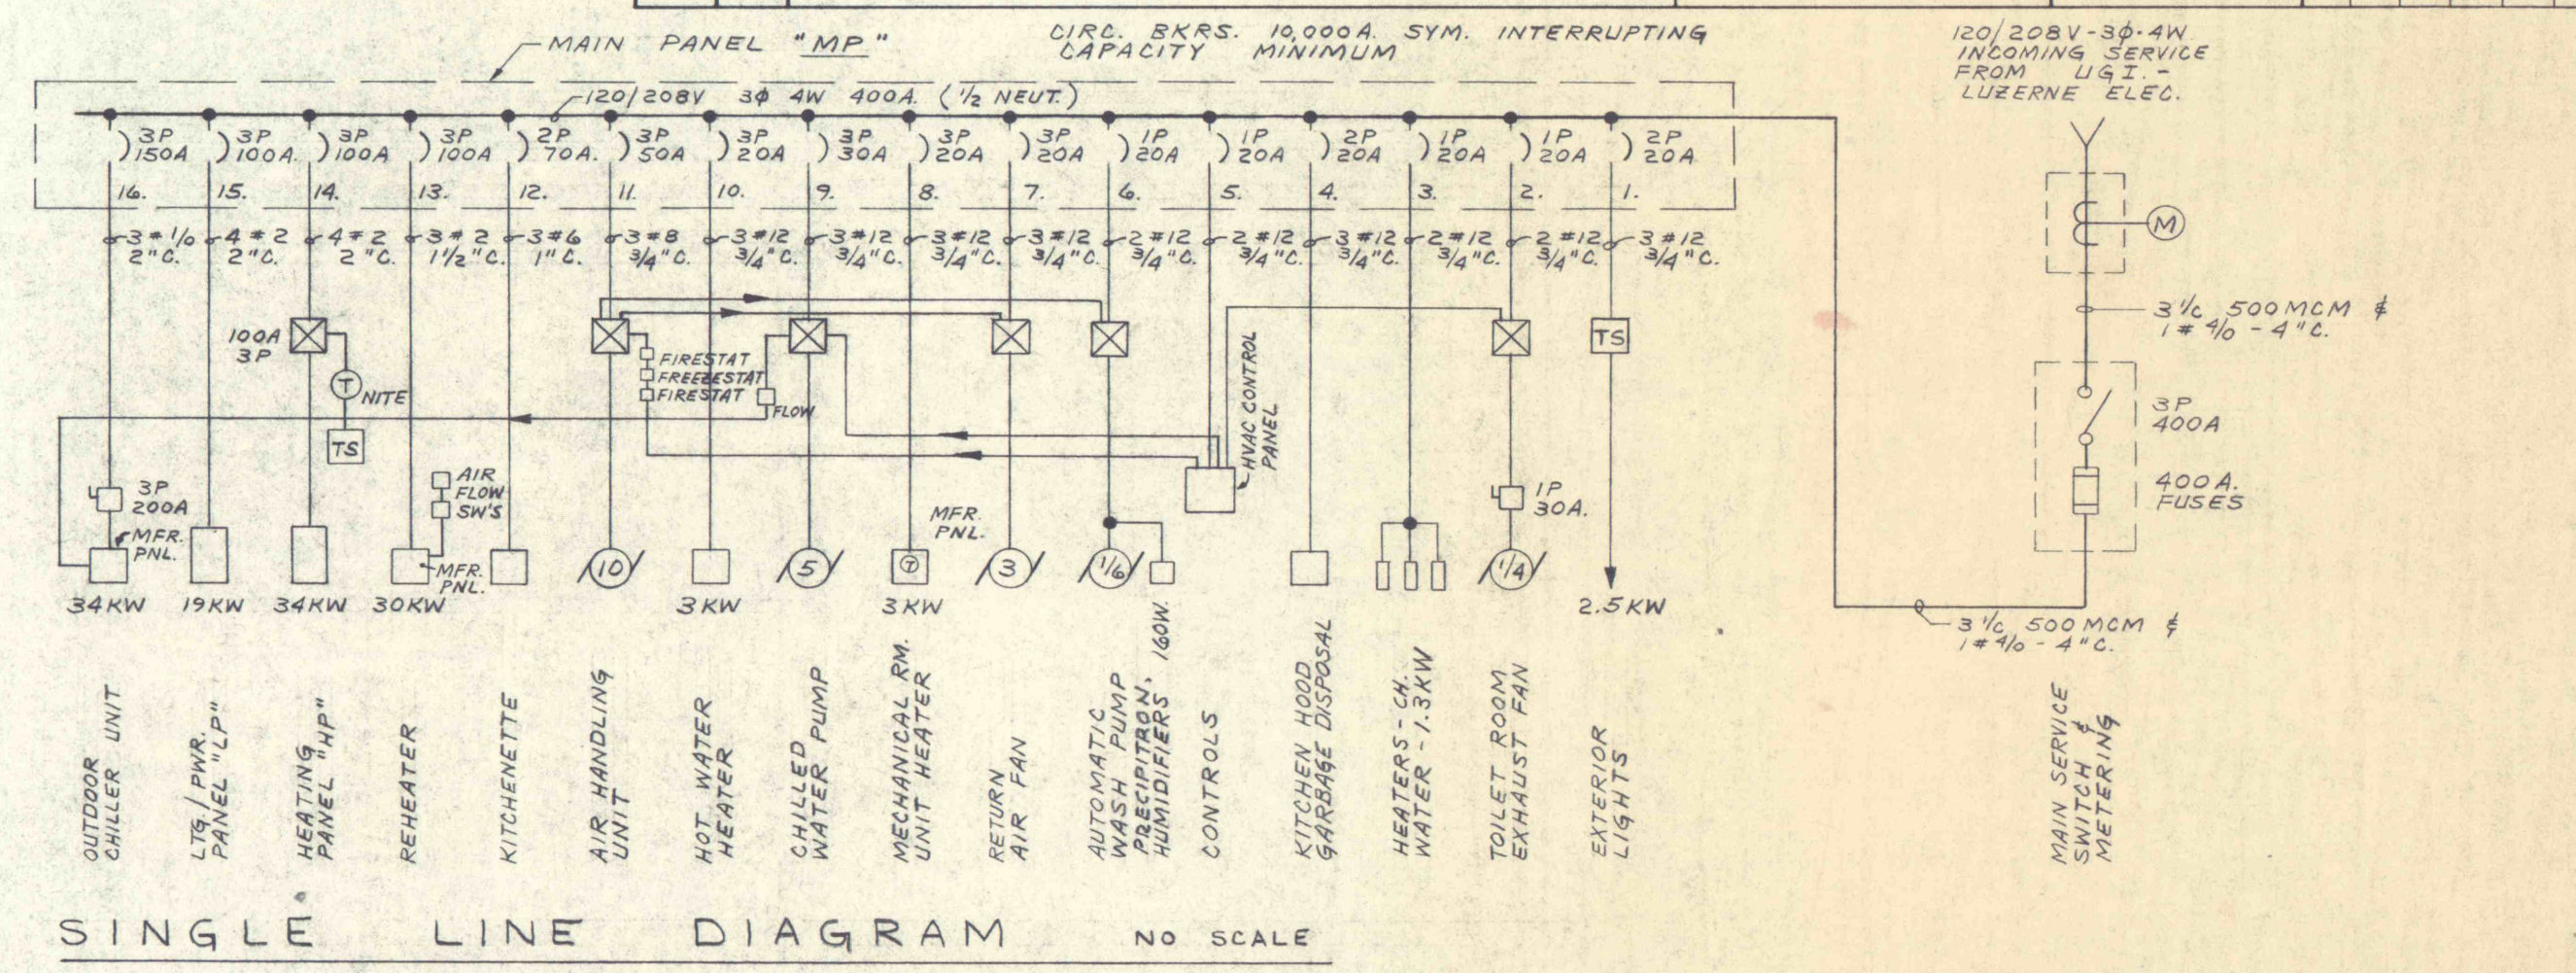 MAIN PANEL "MP"
CIRC. BKRS. 10,000A. SYM. INTERRUPTING
CAPACITY MINIMUM
120/208V-3φ-4W
INCOMING SERVICE
FROM UGI.-
LUZERNE ELEC.
120/208V 3φ 4W 400A. (1/2 NEUT.)
3P
150A
3P
100A.
3P
100A
3P
100A
2P
70A.
3P
50A
3P
20A
3P
30A
3P
20A
3P
20A
1P
20A
1P
20A
2P
20A
1P
20A
1P
20A
2P
20A
16. 15. 14. 13. 12. 11. 10. 9. 8. 7. 6. 5. 4. 3. 2. 1.
3 # 1/0
2"C.
4 # 2
2"C.
4 # 2
2"C.
3 # 2
1 1/2"C.
3 #6
1"C.
3 #8
3/4"C.
3 #12
3/4"C.
3 #12
3/4"C.
3 #12
3/4"C.
3 #12
3/4"C.
2 #12
3/4"C.
2 #12
3/4"C.
3 #12
3/4"C.
2 #12
3/4"C.
2 #12
3/4"C.
3 #12
3/4"C.
M
3 1/C 500 MCM &
1 # 4/0 - 4"C.
100A
3P
T
NITE
TS
FIRESTAT
FREEZESTAT
FIRESTAT
FLOW
HVAC CONTROL
PANEL
TS
3P
400A
400A.
FUSES
3P
200A
MFR.
PNL.
AIR
FLOW
SW'S
MFR.
PNL.
MFR.
PNL.
1P
30A.
10
5
T
3
1/6
1/4
34KW
19KW
34KW
30KW
3KW
3KW
160W.
2.5KW
3 1/C 500 MCM &
1 # 4/0 - 4"C.
OUTDOOR
CHILLER UNIT
LTG./PWR.
PANEL "LP"
HEATING
PANEL "HP"
REHEATER
KITCHENETTE
AIR HANDLING
UNIT
HOT WATER
HEATER
CHILLED
WATER PUMP
MECHANICAL RM.
UNIT HEATER
RETURN
AIR FAN
AUTOMATIC
WASH PUMP
PRECIPITRON,
HUMIDIFIERS
CONTROLS
KITCHEN HOOD
GARBAGE DISPOSAL
HEATERS-CH.
WATER-1.3KW
TOILET ROOM
EXHAUST FAN
EXTERIOR
LIGHTS
MAIN SERVICE
SWITCH &
METERING
SINGLE LINE DIAGRAM NO SCALE